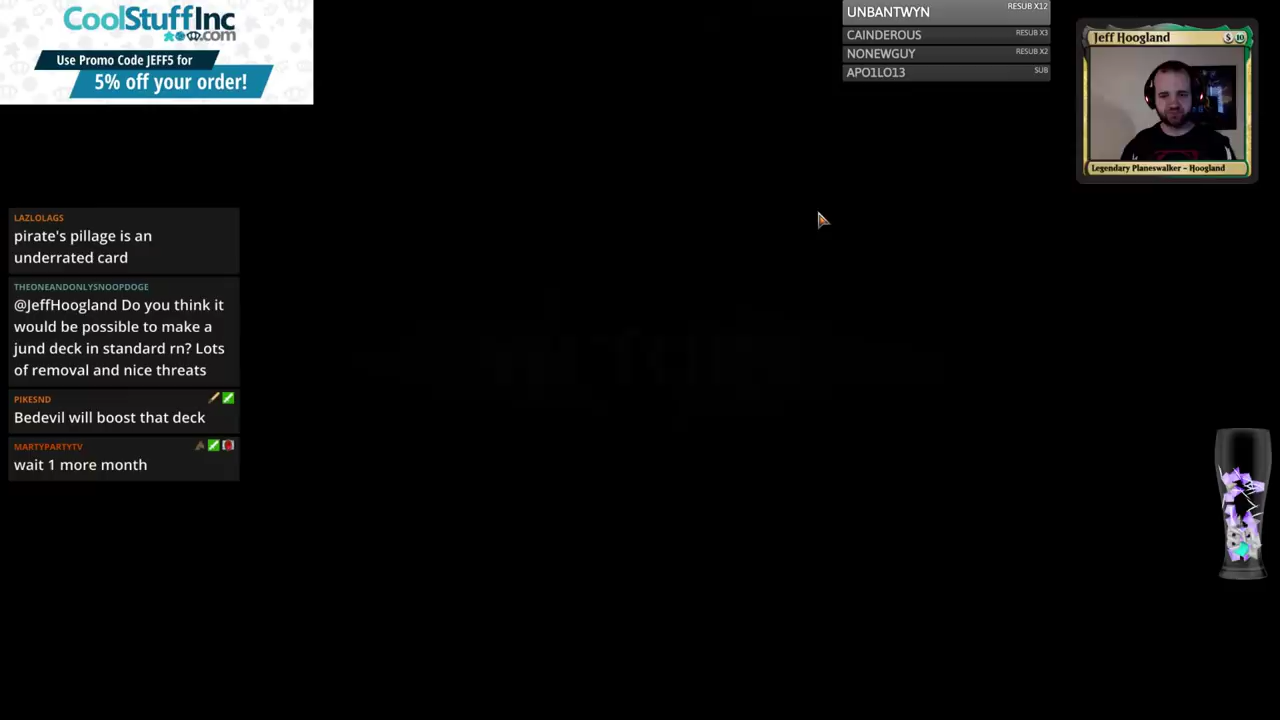 CoolStuffInc
.com
Use Promo Code JEFF5 for
5% off your order!
UNBANTWYN RESUB X12
CAINDEROUS RESUB X3
NONEWGUY RESUB X2
APO1LO13 SUB
Jeff Hoogland 10
Legendary Planeswalker - Hoogland
LAZLOLAGS
pirate's pillage is an
underrated card
THEONEANDONLYSNOOPDOGE
@JeffHoogland Do you think it
would be possible to make a
jund deck in standard rn? Lots
of removal and nice threats
PIKESND
Bedevil will boost that deck
MARTYPARTYTV
wait 1 more month